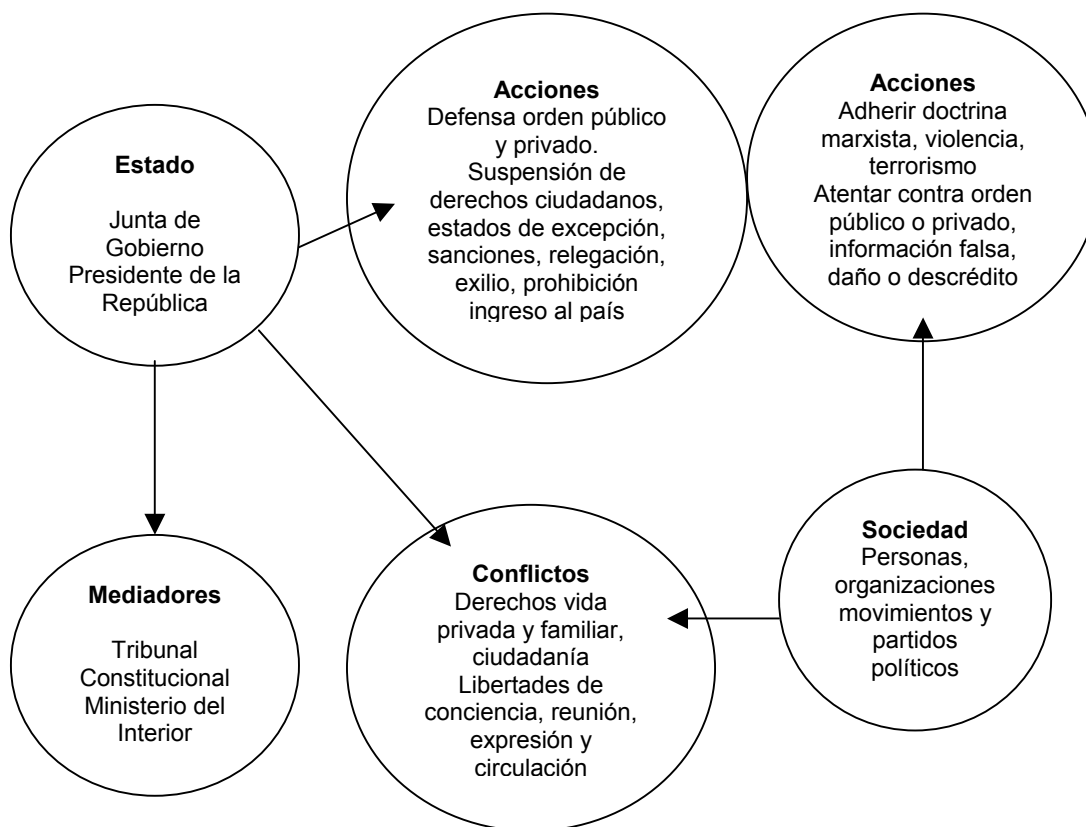 Estado
Junta de
Gobierno
Presidente de la
República
Acciones
Defensa orden público
y privado.
Suspensión de
derechos ciudadanos,
estados de excepción,
sanciones, relegación,
exilio, prohibición
ingreso al país
Acciones
Adherir doctrina
marxista, violencia,
terrorismo
Atentar contra orden
público o privado,
información falsa,
daño o descrédito
Mediadores
Tribunal
Constitucional
Ministerio del
Interior
Conflictos
Derechos vida
privada y familiar,
ciudadanía
Libertades de
conciencia, reunión,
expresión y
circulación
Sociedad
Personas,
organizaciones
movimientos y
partidos
políticos